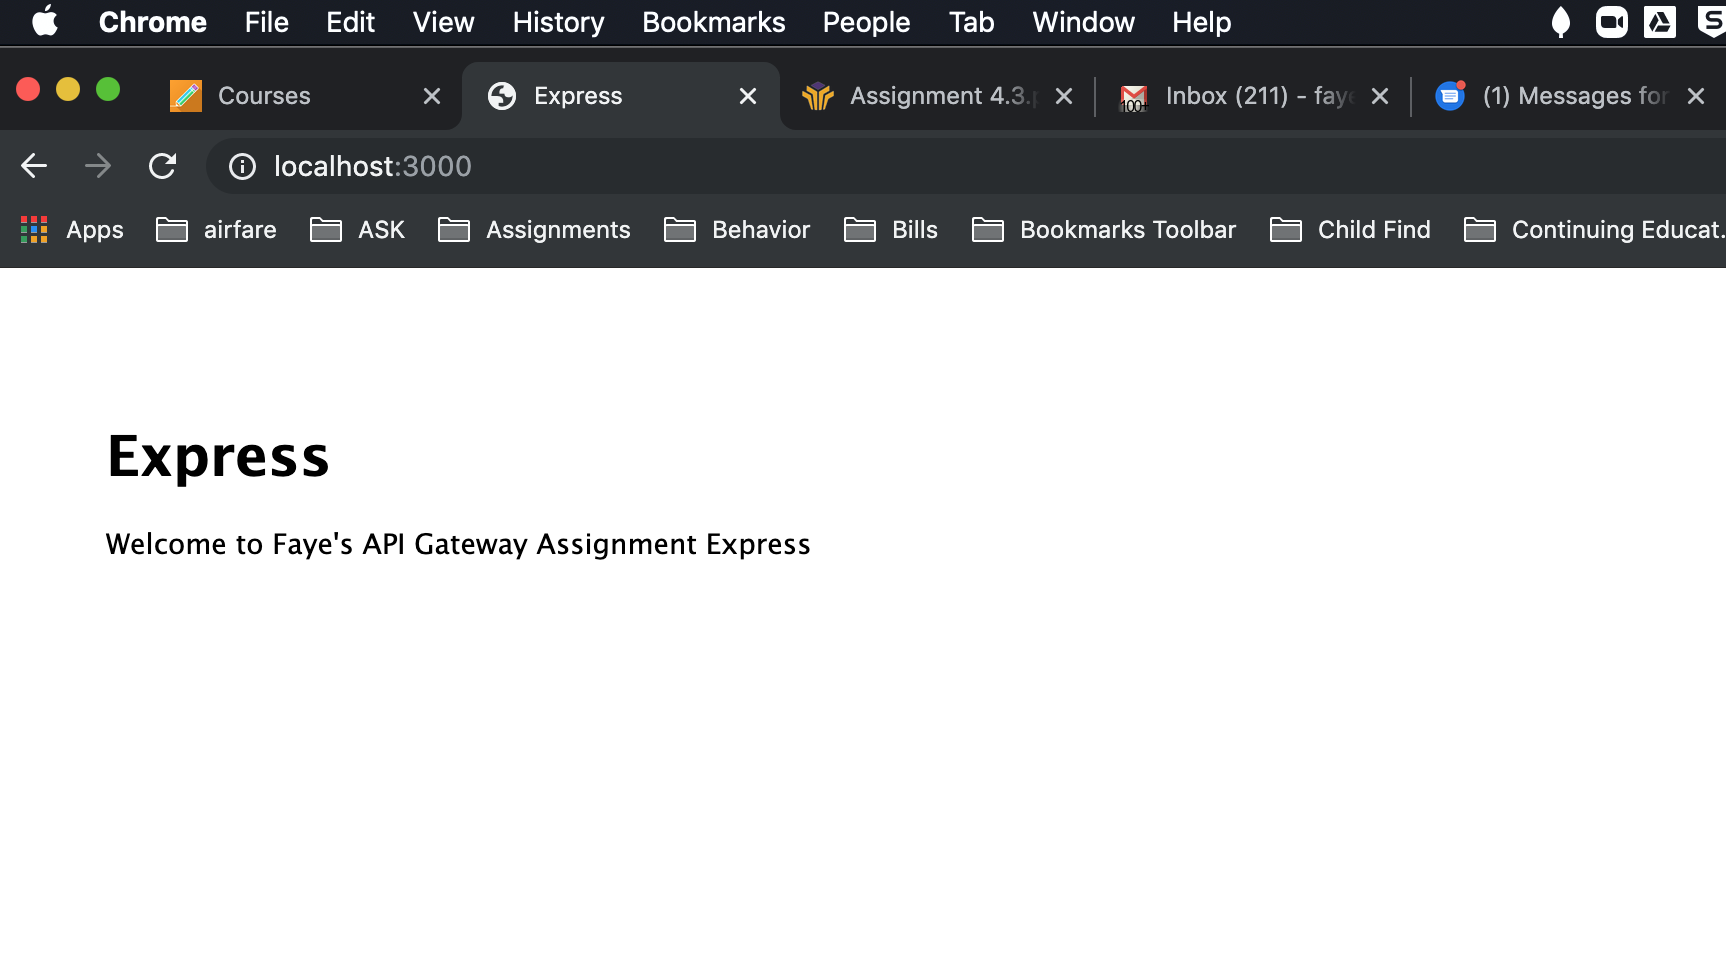 Chrome File Edit View History Bookmarks People Tab Window Help
Courses Express Assignment 4.3.p 100+ Inbox (211) - faye (1) Messages for
localhost:3000
Apps airfare ASK Assignments Behavior Bills Bookmarks Toolbar Child Find Continuing Educat.
Express
Welcome to Faye's API Gateway Assignment Express